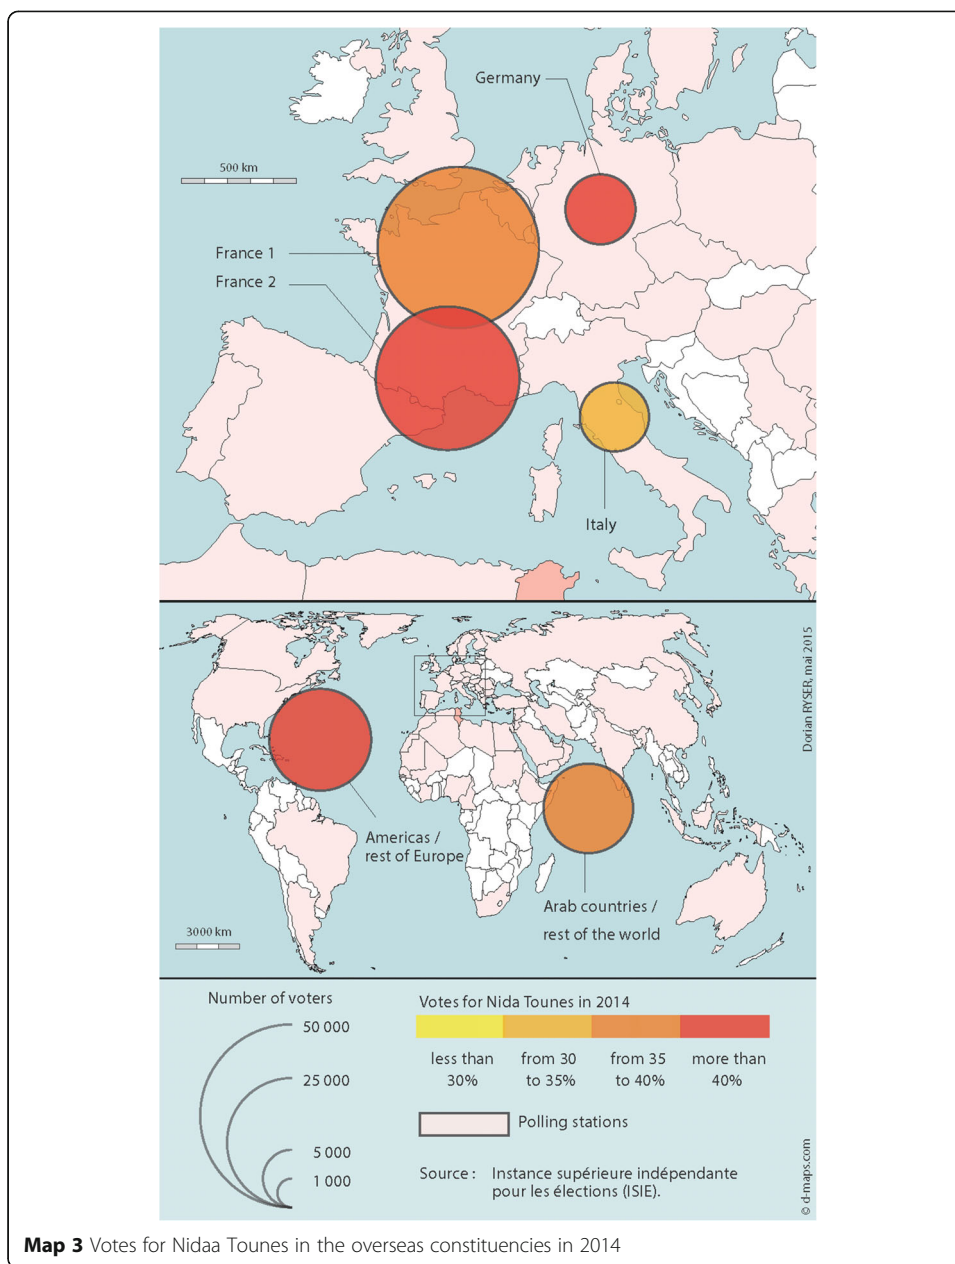 Germany
500 km
France 1
France 2
Italy
Dorian RYSER, mai 2015
Americas /
rest of Europe
Arab countries /
rest of the world
3000 km
Number of voters
50 000
25 000
5 000
1 000
Votes for Nida Tounes in 2014
less than
30%
from 30
to 35%
from 35
to 40%
more than
40%
Polling stations
Source : Instance supérieure indépendante
pour les élections (ISIE).
© d-maps.com
Map 3 Votes for Nidaa Tounes in the overseas constituencies in 2014